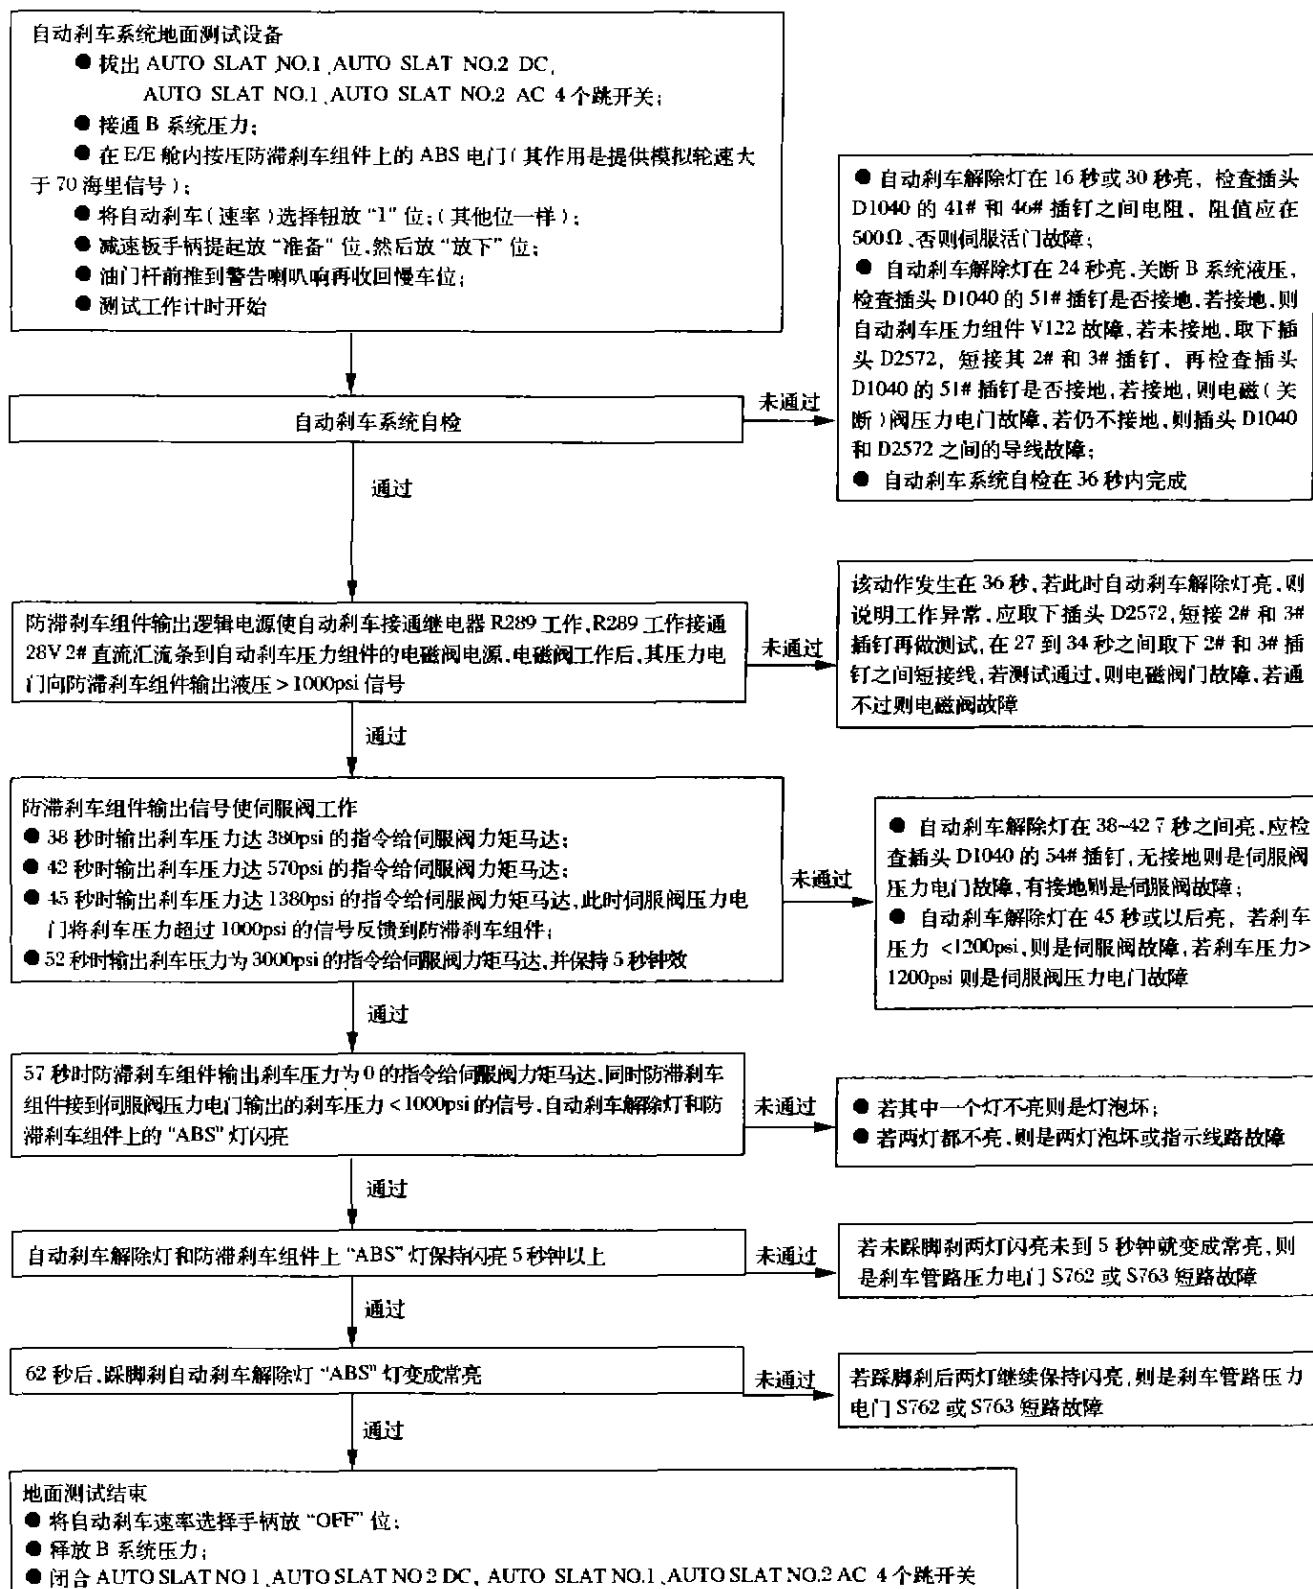 自动刹车系统地面测试设备
● 拔出 AUTO SLAT NO.1、AUTO SLAT NO.2 DC,
AUTO SLAT NO.1、AUTO SLAT NO.2 AC 4 个跳开关;
● 接通 B 系统压力;
● 在 E/E 舱内按压防滞刹车组件上的 ABS 电门(其作用是提供模拟轮速大
于 70 海里信号);
● 将自动刹车(速率)选择钮放“1”位;(其他位一样);
● 减速板手柄提起放“准备”位,然后放“放下”位;
● 油门杆前推到警告喇叭响再收回慢车位;
● 测试工作计时开始
● 自动刹车解除灯在 16 秒或 30 秒亮, 检查插头
D1040 的 41# 和 46# 插钉之间电阻, 阻值应在
500Ω、否则伺服活门故障;
● 自动刹车解除灯在 24 秒亮,关断 B 系统液压,
检查插头 D1040 的 51# 插钉是否接地,若接地,则
自动刹车压力组件 V122 故障,若未接地,取下插
头 D2572, 短接其 2# 和 3# 插钉, 再检查插头
D1040 的 51# 插钉是否接地,若接地,则电磁(关
断)阀压力电门故障,若仍不接地,则插头 D1040
和 D2572 之间的导线故障;
● 自动刹车系统自检在 36 秒内完成
自动刹车系统自检
未通过
通过
防滞刹车组件输出逻辑电源使自动刹车接通继电器 R289 工作,R289 工作接通
28V 2# 直流汇流条到自动刹车压力组件的电磁阀电源,电磁阀工作后,其压力电
门向防滞刹车组件输出液压 > 1000psi 信号
未通过
该动作发生在 36 秒,若此时自动刹车解除灯亮,则
说明工作异常,应取下插头 D2572,短接 2# 和 3#
插钉再做测试,在 27 到 34 秒之间取下 2# 和 3# 插
钉之间短接线,若测试通过,则电磁阀门故障,若通
不过则电磁阀故障
通过
防滞刹车组件输出信号使伺服阀工作
● 38 秒时输出刹车压力达 380psi 的指令给伺服阀力矩马达;
● 42 秒时输出刹车压力达 570psi 的指令给伺服阀力矩马达;
● 45 秒时输出刹车压力达 1380psi 的指令给伺服阀力矩马达,此时伺服阀压力电
门将刹车压力超过 1000psi 的信号反馈到防滞刹车组件;
● 52 秒时输出刹车压力为 3000psi 的指令给伺服阀力矩马达,并保持 5 秒钟效
未通过
● 自动刹车解除灯在 38~42 7 秒之间亮,应检
查插头 D1040 的 54# 插钉,无接地则是伺服阀
压力电门故障,有接地则是伺服阀故障;
● 自动刹车解除灯在 45 秒或以后亮, 若刹车
压力 <1200psi,则是伺服阀故障,若刹车压力>
1200psi 则是伺服阀压力电门故障
通过
57 秒时防滞刹车组件输出刹车压力为 0 的指令给伺服阀力矩马达,同时防滞刹车
组件接到伺服阀压力电门输出的刹车压力 < 1000psi 的信号,自动刹车解除灯和防
滞刹车组件上的“ABS”灯闪亮
未通过
● 若其中一个灯不亮则是灯泡坏;
● 若两灯都不亮,则是两灯泡坏或指示线路故障
通过
自动刹车解除灯和防滞刹车组件上“ABS”灯保持闪亮 5 秒钟以上
未通过
若未踩脚刹两灯闪亮未到 5 秒钟就变成常亮,则
是刹车管路压力电门 S762 或 S763 短路故障
通过
62 秒后,踩脚刹自动刹车解除灯“ABS”灯变成常亮
未通过
若踩脚刹后两灯继续保持闪亮,则是刹车管路压力
电门 S762 或 S763 短路故障
通过
地面测试结束
● 将自动刹车速率选择手柄放“OFF”位;
● 释放 B 系统压力;
● 闭合 AUTO SLAT NO 1、AUTO SLAT NO 2 DC, AUTO SLAT NO.1、AUTO SLAT NO.2 AC 4 个跳开关